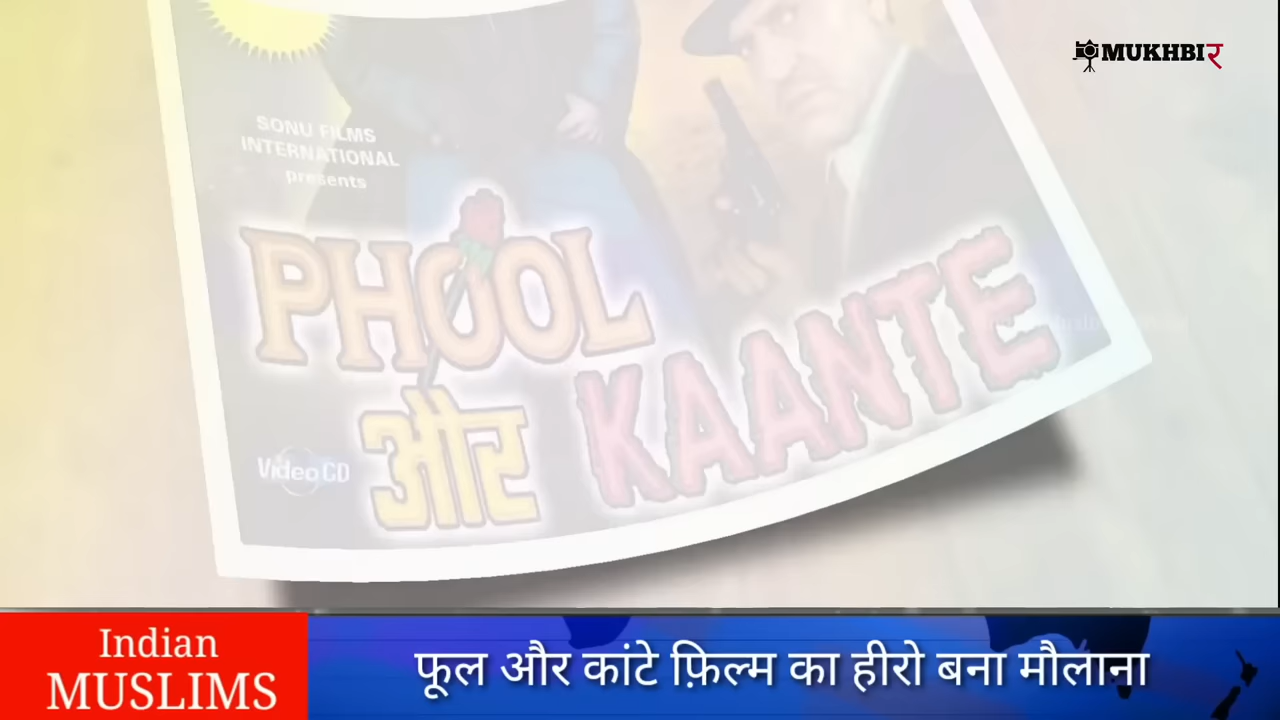 MUKHBIर
SONU FILMS
INTERNATIONAL
presents
PHOOL
और
KAANTE
Video CD
Indian
MUSLIMS
फूल और कांटे फ़िल्म का हीरो बना मौलाना